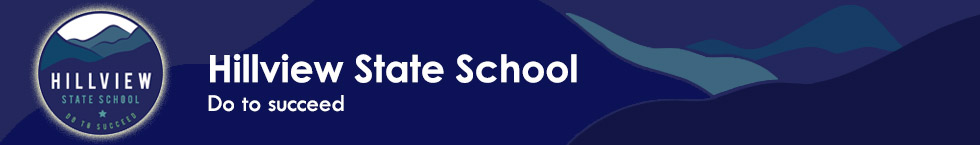 HILLVIEW
STATE SCHOOL
DO TO SUCCEED
Hillview State School
Do to succeed